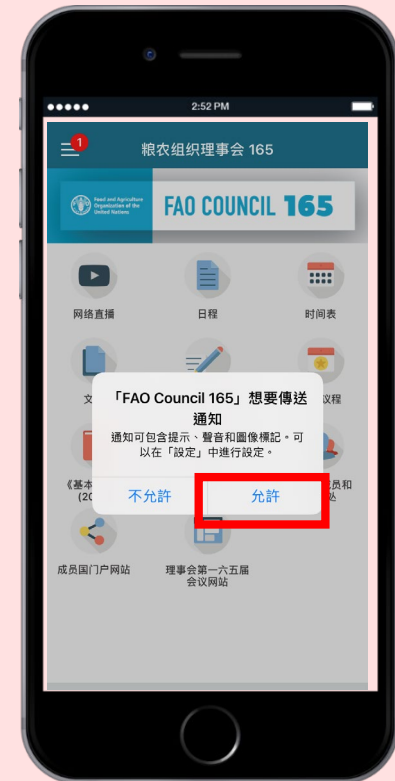 2:52 PM
1
粮农组织理事会 165
Food and Agriculture
Organization of the
United Nations
FAO COUNCIL 165
网络直播
日程
时间表
文
议程
「FAO Council 165」想要傳送
通知
通知可包含提示、聲音和圖像標記。可
以在「設定」中進行設定。
不允許
允許
《基本
(20
成员国门户网站
理事会第一六五届
会议网站